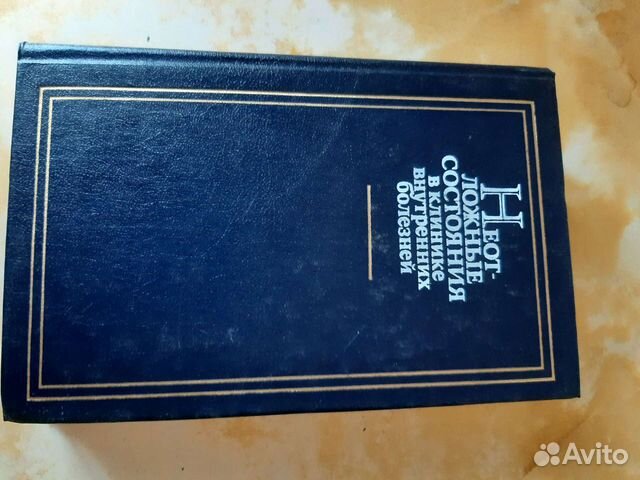 НЕОТ-
ЛОЖНЫЕ
СОСТОЯНИЯ
В КЛИНИКЕ
ВНУТРЕННИХ
БОЛЕЗНЕЙ
Avito